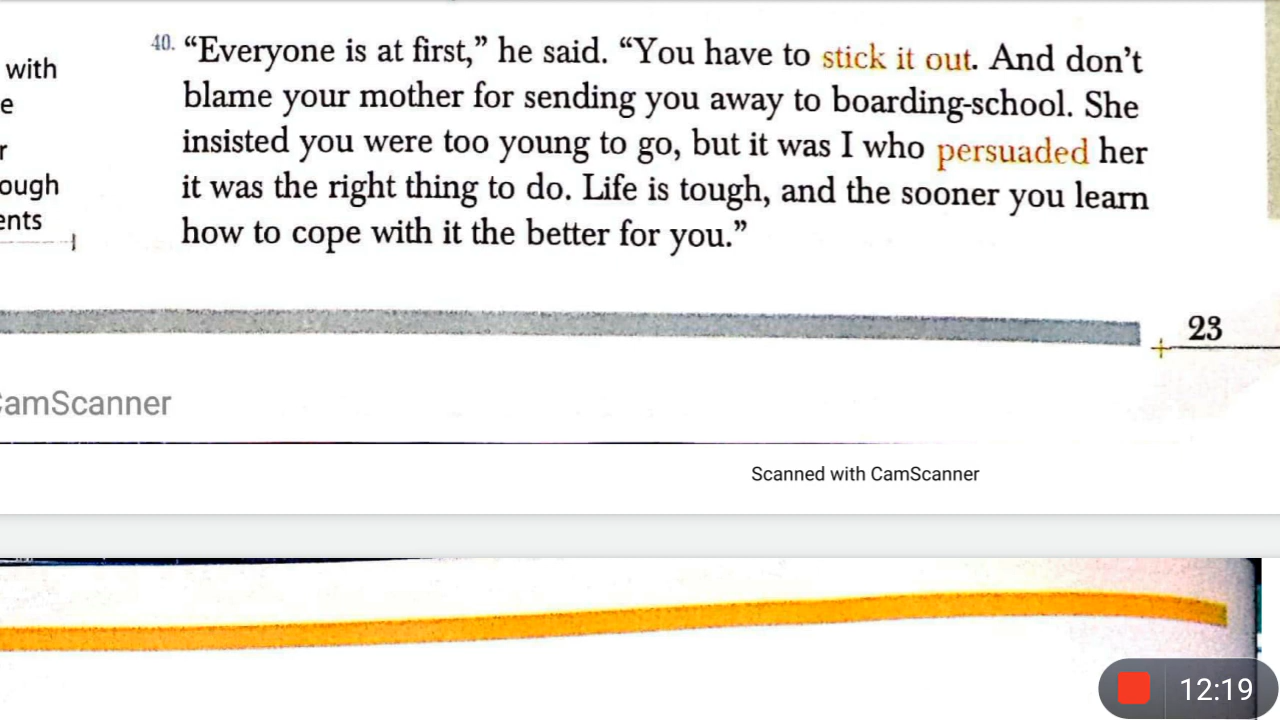 with
e
r
ough
ents
40. “Everyone is at first,” he said. “You have to stick it out. And don’t
blame your mother for sending you away to boarding-school. She
insisted you were too young to go, but it was I who persuaded her
it was the right thing to do. Life is tough, and the sooner you learn
how to cope with it the better for you.”
23
CamScanner
Scanned with CamScanner
12:19